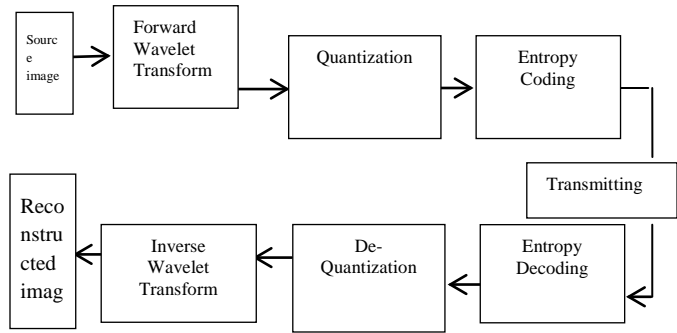 Sourc
e
image
Forward
Wavelet
Transform
Quantization
Entropy
Coding
Transmitting
Reco
nstru
cted
imag
Inverse
Wavelet
Transform
De-
Quantization
Entropy
Decoding